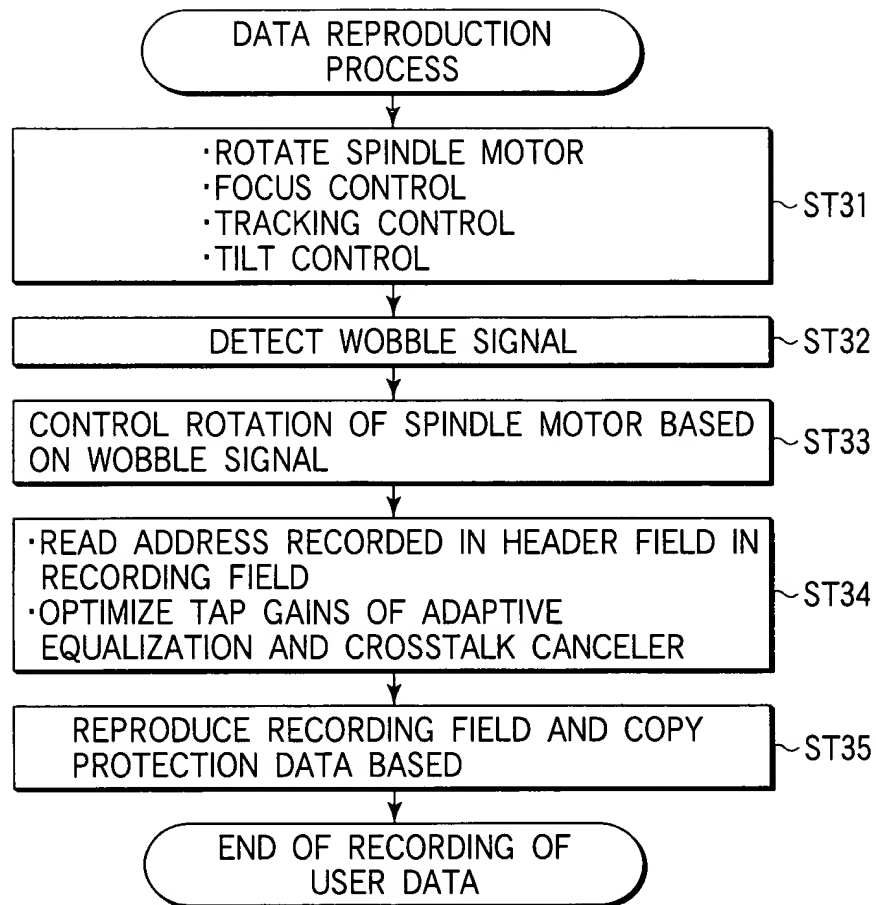 DATA REPRODUCTION
PROCESS
·ROTATE SPINDLE MOTOR
·FOCUS CONTROL
·TRACKING CONTROL
·TILT CONTROL
ST31
DETECT WOBBLE SIGNAL
ST32
CONTROL ROTATION OF SPINDLE MOTOR BASED
ON WOBBLE SIGNAL
ST33
·READ ADDRESS RECORDED IN HEADER FIELD IN
RECORDING FIELD
·OPTIMIZE TAP GAINS OF ADAPTIVE
EQUALIZATION AND CROSSTALK CANCELER
ST34
REPRODUCE RECORDING FIELD AND COPY
PROTECTION DATA BASED
ST35
END OF RECORDING OF
USER DATA